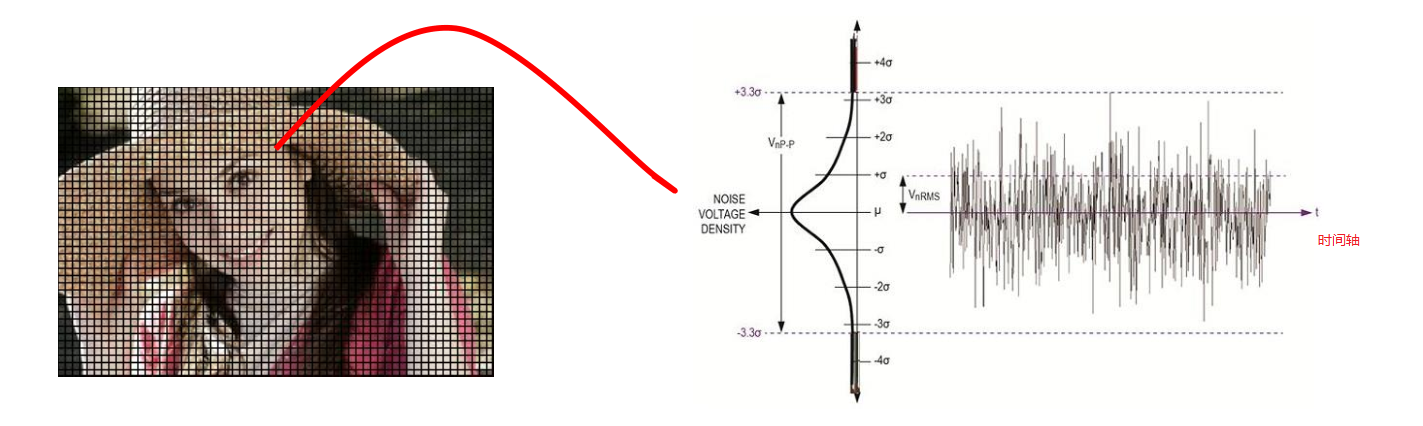 +4σ
+3.3σ
+3σ
+2σ
VnP-P
+σ
VnRMS
NOISE
VOLTAGE
DENSITY
μ
t
时间轴
-σ
-2σ
-3σ
-3.3σ
-4σ